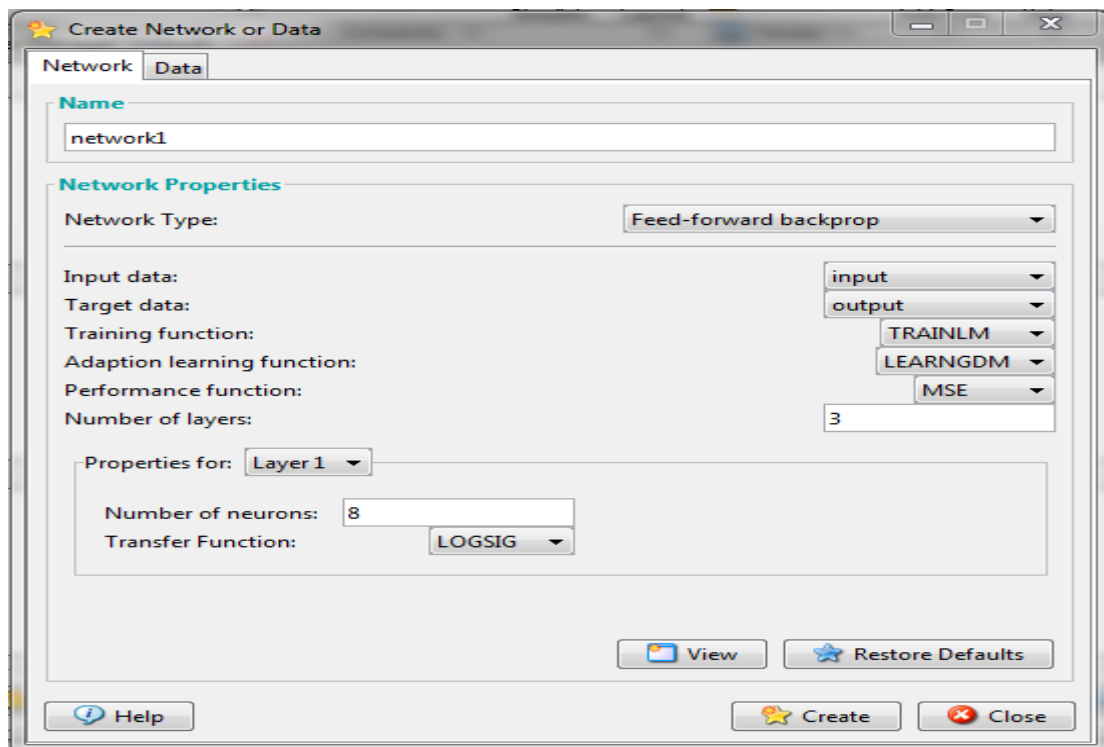 Create Network or Data
Network Data
Name
network1
Network Properties
Network Type: Feed-forward backprop
Input data: input
Target data: output
Training function: TRAINLM
Adaption learning function: LEARNGDM
Performance function: MSE
Number of layers: 3
Properties for: Layer 1
Number of neurons: 8
Transfer Function: LOGSIG
View Restore Defaults
Help Create Close